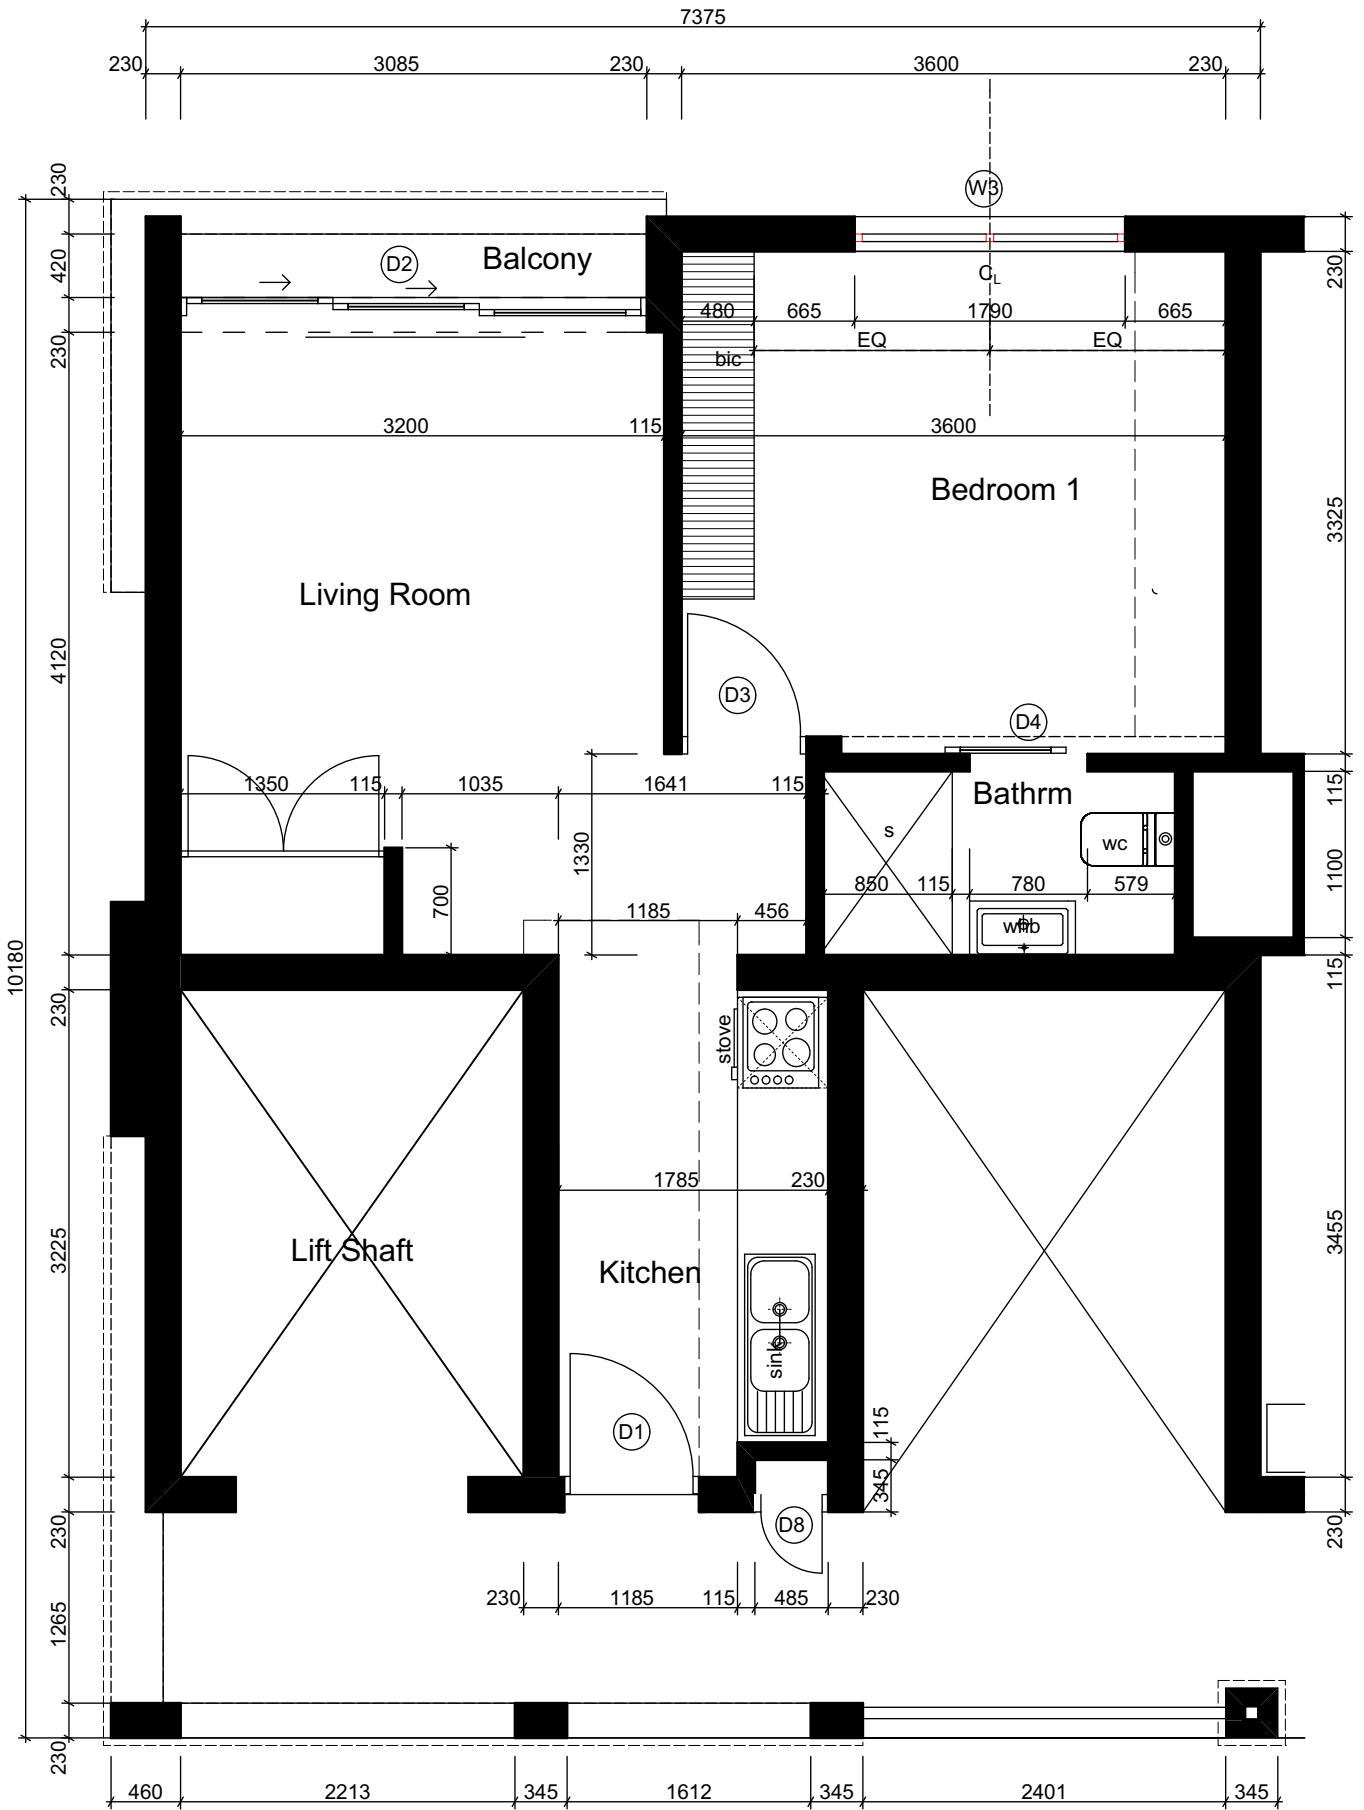 7375
230 3085 230 3600 230
W3
230
420
230
4120
10180
230
3225
230
1265
230
D2
Balcony
CL
230
480 665 1790 665
EQ EQ
bic
3200 115 3600
Bedroom 1
3325
Living Room
D3
D4
1350 115 1035 1641 115
Bathrm
115
s
wc
1330
700
850 115 780 579
1100
1185 456
whb
115
stove
1785 230
3455
Lift Shaft
Kitchen
sink
D1
115
345
D8
230
230 1185 115 485 230
460 2213 345 1612 345 2401 345